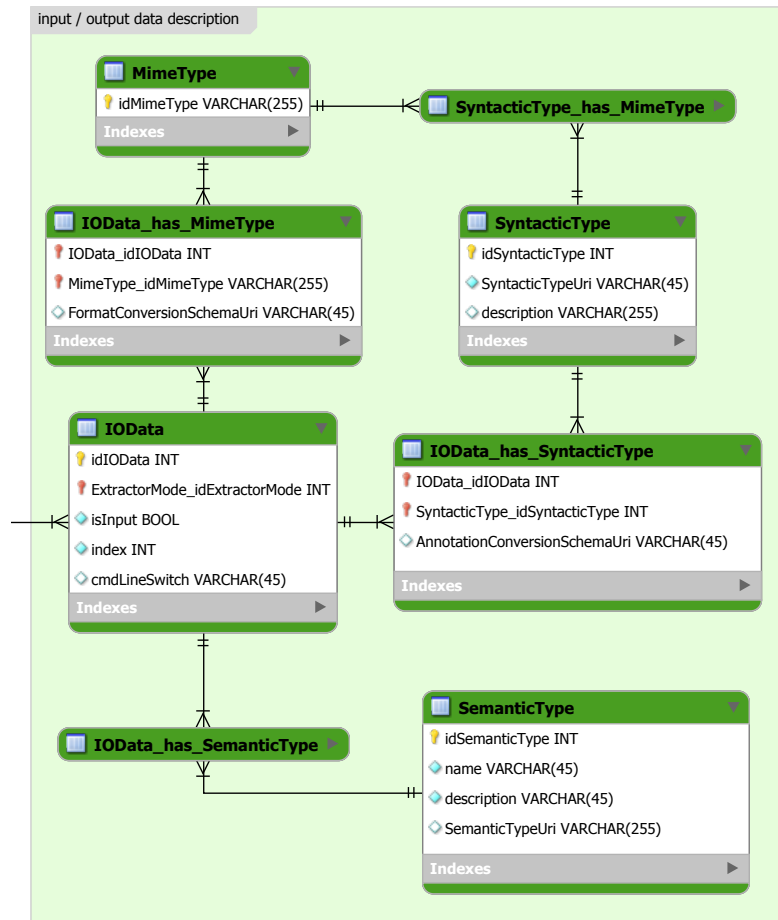 input / output data description
MimeType
idMimeType VARCHAR(255)
Indexes
SyntacticType_has_MimeType
IOData_has_MimeType
IOData_idIOData INT
MimeType_idMimeType VARCHAR(255)
FormatConversionSchemaUri VARCHAR(45)
Indexes
SyntacticType
idSyntacticType INT
SyntacticTypeUri VARCHAR(45)
description VARCHAR(255)
Indexes
IOData
idIOData INT
ExtractorMode_idExtractorMode INT
isInput BOOL
index INT
cmdLineSwitch VARCHAR(45)
Indexes
IOData_has_SyntacticType
IOData_idIOData INT
SyntacticType_idSyntacticType INT
AnnotationConversionSchemaUri VARCHAR(45)
Indexes
IOData_has_SemanticType
SemanticType
idSemanticType INT
name VARCHAR(45)
description VARCHAR(45)
SemanticTypeUri VARCHAR(255)
Indexes